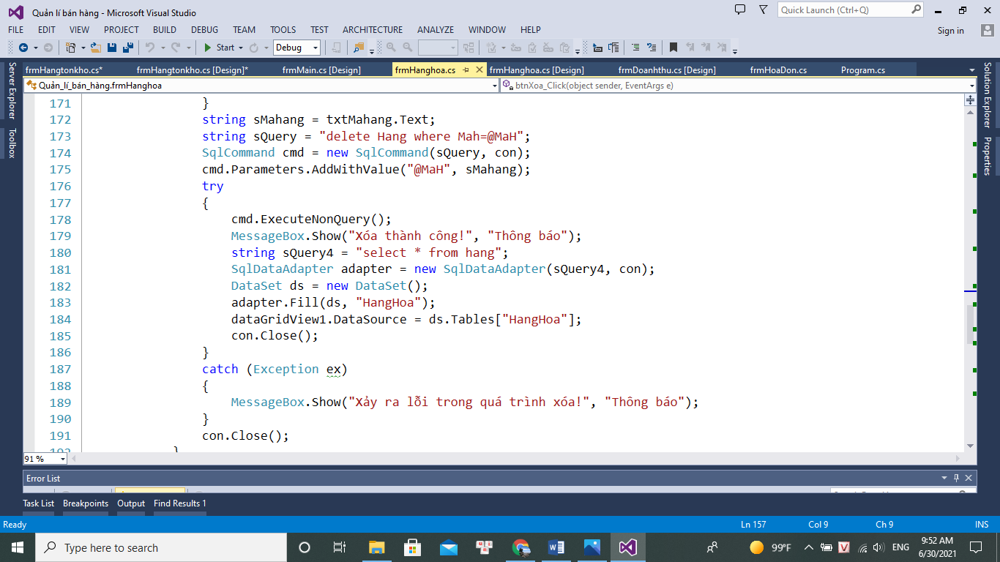 Quản lí bán hàng - Microsoft Visual Studio
Quick Launch (Ctrl+Q)
FILE EDIT VIEW PROJECT BUILD DEBUG TEAM TOOLS TEST ARCHITECTURE ANALYZE WINDOW HELP
Sign in
Start Debug
Server Explorer
Toolbox
frmHangtonkho.cs* frmHangtonkho.cs [Design]* frmMain.cs [Design] frmHanghoa.cs frmHanghoa.cs [Design] frmDoanhthu.cs [Design] frmHoaDon.cs Program.cs
Quản_lí_bán_hàng.frmHanghoa btnXoa_Click(object sender, EventArgs e)
Solution Explorer
Properties
171 }
172 string sMahang = txtMahang.Text;
173 string sQuery = "delete Hang where Mah=@MaH";
174 SqlCommand cmd = new SqlCommand(sQuery, con);
175 cmd.Parameters.AddWithValue("@MaH", sMahang);
176 try
177 {
178 cmd.ExecuteNonQuery();
179 MessageBox.Show("Xóa thành công!", "Thông báo");
180 string sQuery4 = "select * from hang";
181 SqlDataAdapter adapter = new SqlDataAdapter(sQuery4, con);
182 DataSet ds = new DataSet();
183 adapter.Fill(ds, "HangHoa");
184 dataGridView1.DataSource = ds.Tables["HangHoa"];
185 con.Close();
186 }
187 catch (Exception ex)
188 {
189 MessageBox.Show("Xảy ra lỗi trong quá trình xóa!", "Thông báo");
190 }
191 con.Close();
192 }
91 %
Error List
Task List Breakpoints Output Find Results 1
Ready Ln 157 Col 9 Ch 9 INS
Type here to search
99°F
ENG
9:52 AM
6/30/2021